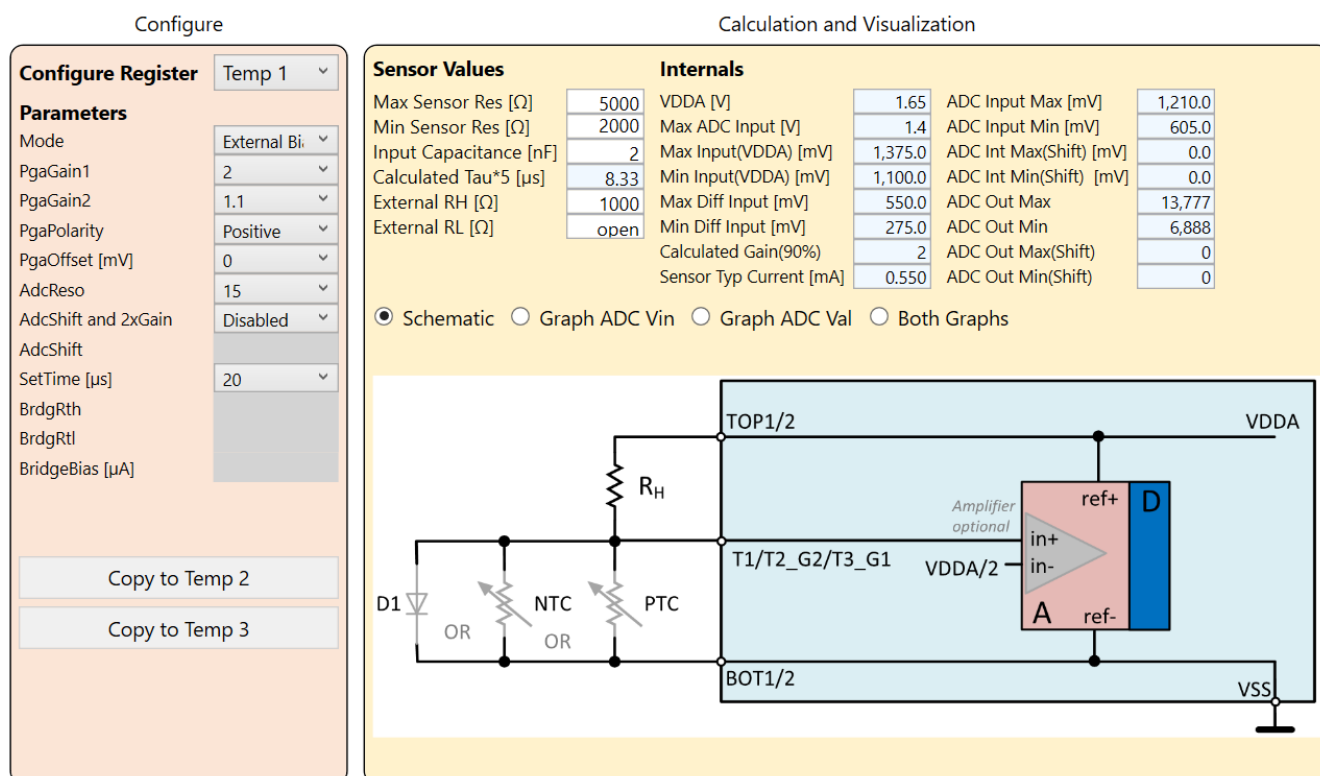 Configure
Calculation and Visualization
Configure Register Temp 1
Parameters
Mode External Bi
PgaGain1 2
PgaGain2 1.1
PgaPolarity Positive
PgaOffset [mV] 0
AdcReso 15
AdcShift and 2xGain Disabled
AdcShift
SetTime [µs] 20
BrdgRth
BrdgRtl
BridgeBias [µA]
Copy to Temp 2
Copy to Temp 3
Sensor Values
Max Sensor Res [Ω] 5000
Min Sensor Res [Ω] 2000
Input Capacitance [nF] 2
Calculated Tau*5 [µs] 8.33
External RH [Ω] 1000
External RL [Ω] open
Internals
VDDA [V] 1.65
Max ADC Input [V] 1.4
Max Input(VDDA) [mV] 1,375.0
Min Input(VDDA) [mV] 1,100.0
Max Diff Input [mV] 550.0
Min Diff Input [mV] 275.0
Calculated Gain(90%) 2
Sensor Typ Current [mA] 0.550
ADC Input Max [mV] 1,210.0
ADC Input Min [mV] 605.0
ADC Int Max(Shift) [mV] 0.0
ADC Int Min(Shift) [mV] 0.0
ADC Out Max 13,777
ADC Out Min 6,888
ADC Out Max(Shift) 0
ADC Out Min(Shift) 0
Schematic Graph ADC Vin Graph ADC Val Both Graphs
TOP1/2
VDDA
RH
Amplifier
optional
ref+
D
in+
T1/T2_G2/T3_G1
VDDA/2
in-
D1
OR
NTC
OR
PTC
A
ref-
BOT1/2
VSS